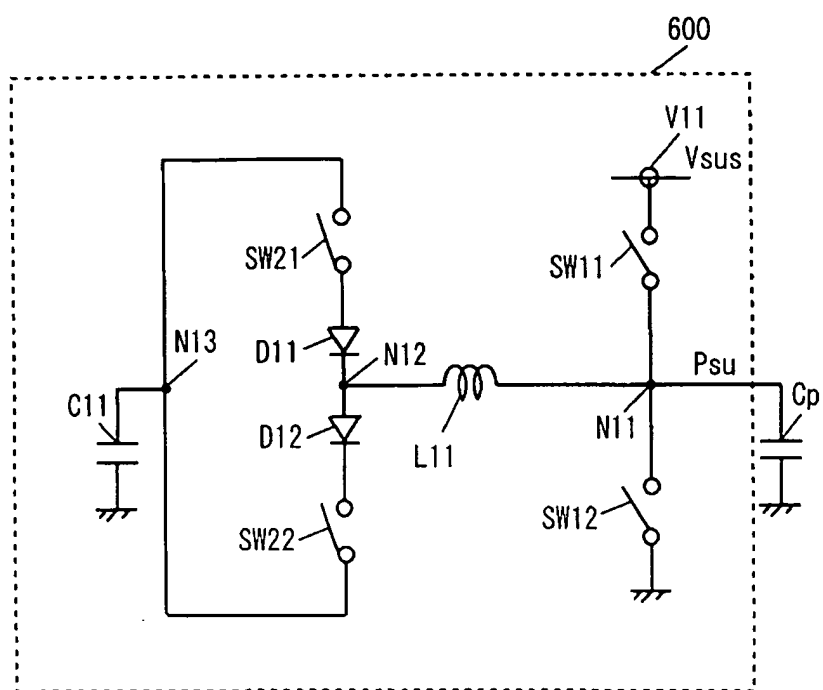 600
V11
Vsus
SW21
SW11
N13
D11
N12
Psu
C11
D12
L11
N11
Cp
SW22
SW12